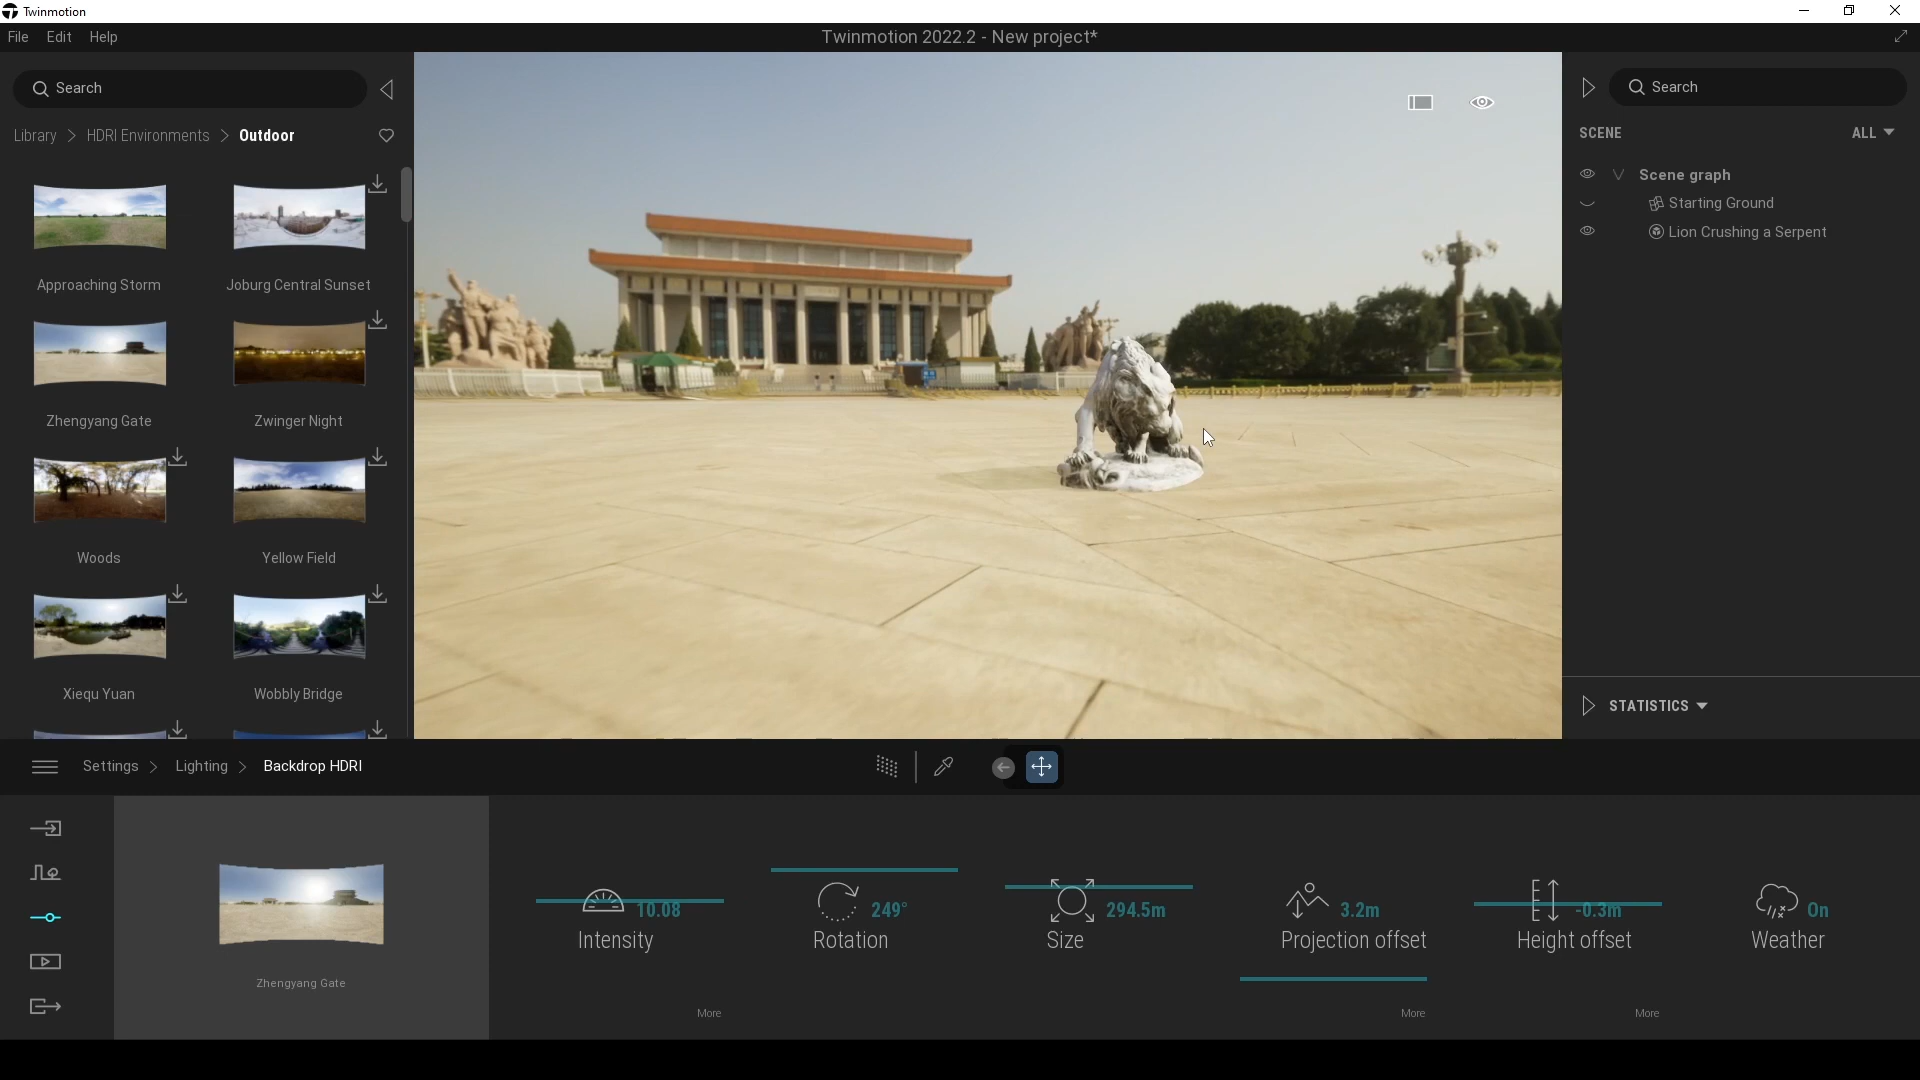 Twinmotion
File Edit Help
Twinmotion 2022.2 - New project*
Search
Library HDRI Environments Outdoor
Approaching Storm
Joburg Central Sunset
Zhengyang Gate
Zwinger Night
Woods
Yellow Field
Xiequ Yuan
Wobbly Bridge
Search
SCENE ALL
Scene graph
Starting Ground
Lion Crushing a Serpent
STATISTICS
Settings Lighting Backdrop HDRI
Zhengyang Gate
10.08
Intensity
More
249°
Rotation
294.5m
Size
3.2m
Projection offset
More
-0.3m
Height offset
More
On
Weather